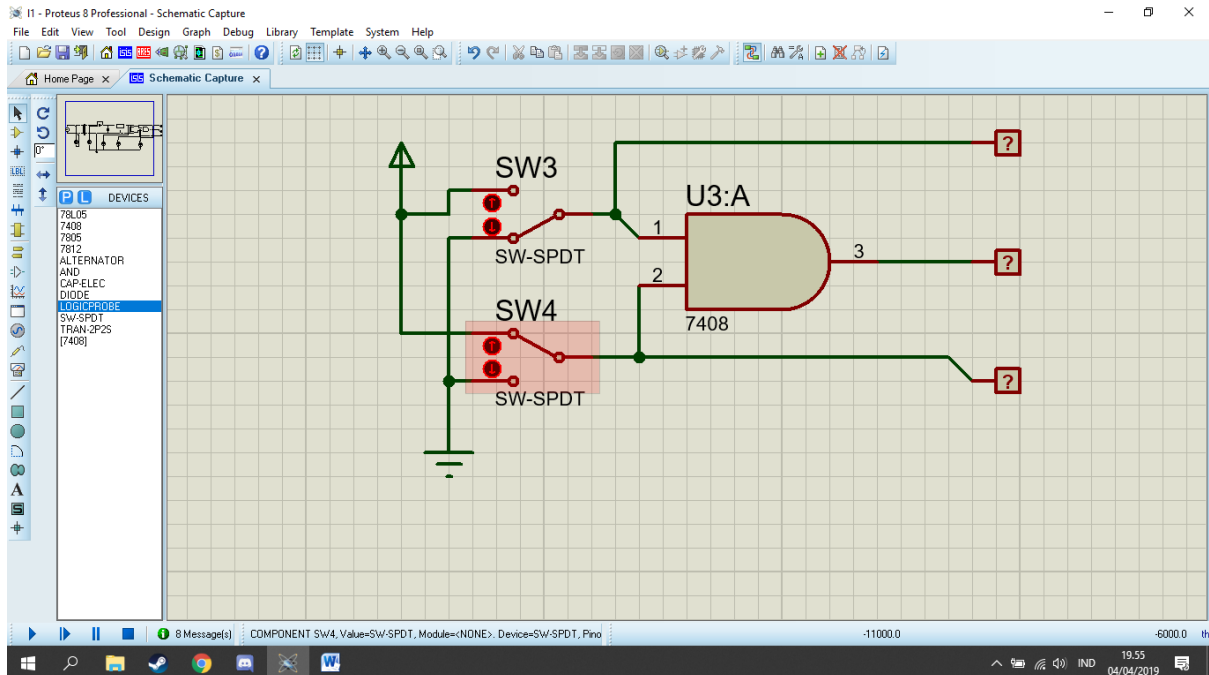 I1 - Proteus 8 Professional - Schematic Capture
File Edit View Tool Design Graph Debug Library Template System Help
Home Page x Schematic Capture x
0°
LBL
P L DEVICES
78L05
7408
7805
7812
ALTERNATOR
AND
CAP-ELEC
DIODE
LOGICPROBE
SW-SPDT
TRAN-2P2S
[7408]
A
S
SW3
SW-SPDT
SW4
SW-SPDT
U3:A
1
2
3
7408
?
?
?
8 Message(s) COMPONENT SW4, Value=SW-SPDT, Module=<NONE>. Device=SW-SPDT, Pino -11000.0 -6000.0 th
IND
19.55
04/04/2019